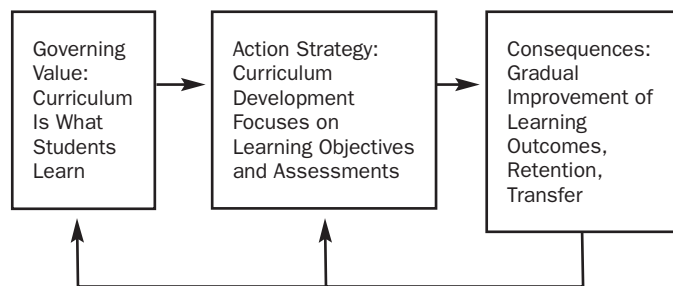 Governing
Value:
Curriculum
Is What
Students
Learn
Action Strategy:
Curriculum
Development
Focuses on
Learning Objectives
and Assessments
Consequences:
Gradual
Improvement of
Learning
Outcomes,
Retention,
Transfer